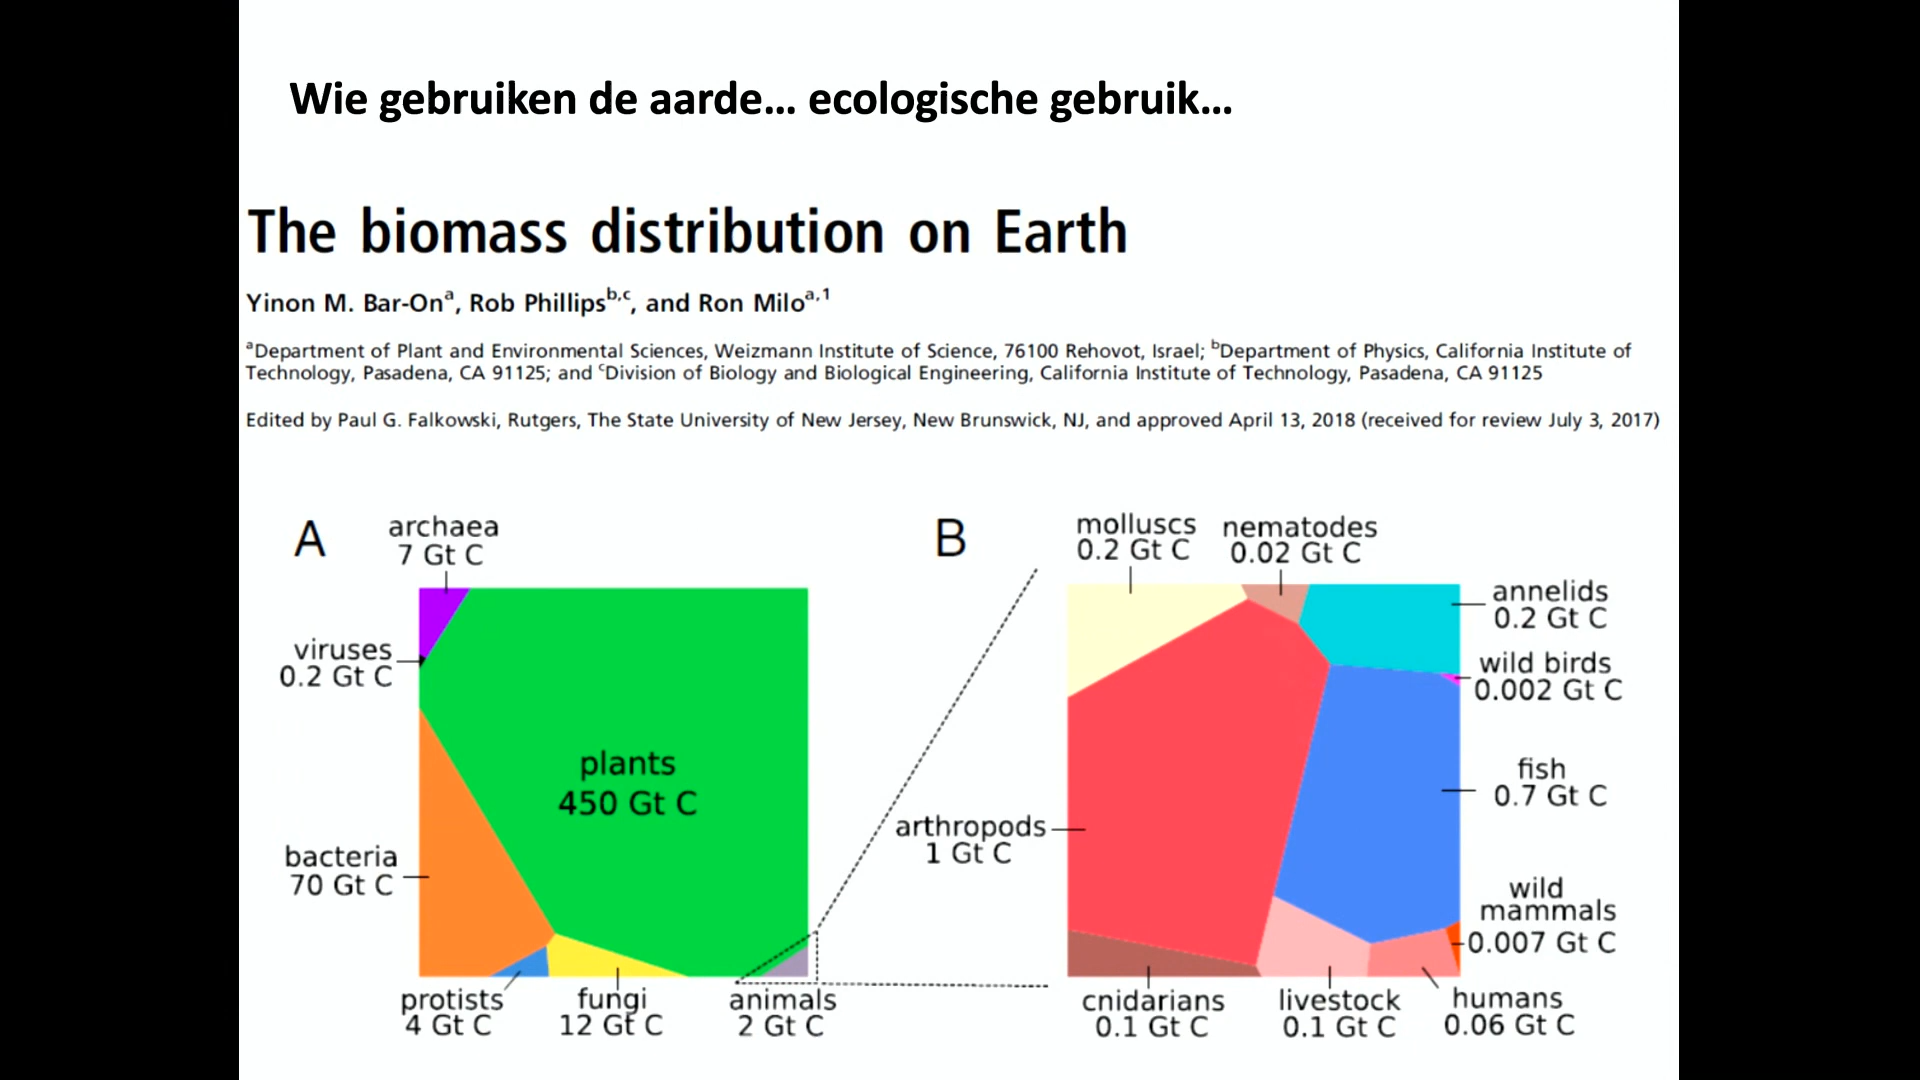 Wie gebruiken de aarde... ecologische gebruik...
The biomass distribution on Earth
Yinon M. Bar-Onᵃ, Rob Phillipsᵇ,ᶜ, and Ron Miloᵃ,¹
ᵃDepartment of Plant and Environmental Sciences, Weizmann Institute of Science, 76100 Rehovot, Israel; ᵇDepartment of Physics, California Institute of
Technology, Pasadena, CA 91125; and ᶜDivision of Biology and Biological Engineering, California Institute of Technology, Pasadena, CA 91125
Edited by Paul G. Falkowski, Rutgers, The State University of New Jersey, New Brunswick, NJ, and approved April 13, 2018 (received for review July 3, 2017)
A
archaea
7 Gt C
viruses
0.2 Gt C
plants
450 Gt C
bacteria
70 Gt C
protists
4 Gt C
fungi
12 Gt C
animals
2 Gt C
B
molluscs
0.2 Gt C
nematodes
0.02 Gt C
annelids
0.2 Gt C
wild birds
0.002 Gt C
fish
0.7 Gt C
arthropods
1 Gt C
wild
mammals
0.007 Gt C
cnidarians
0.1 Gt C
livestock
0.1 Gt C
humans
0.06 Gt C